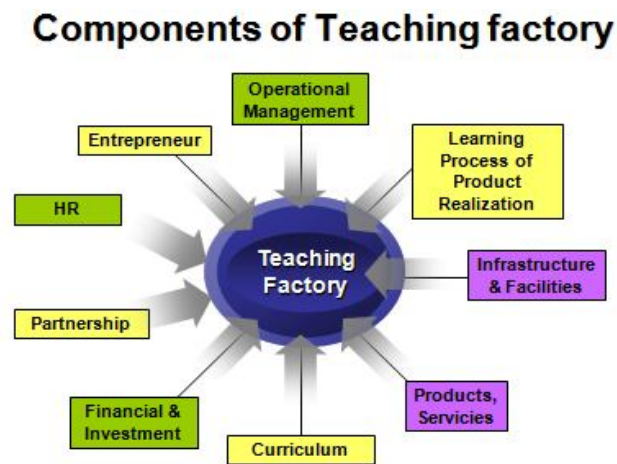 Components of Teaching factory
Operational
Management
Entrepreneur
Learning
Process of
Product
Realization
HR
Teaching
Factory
Infrastructure
& Facilities
Partnership
Products,
Servicies
Financial &
Investment
Curriculum